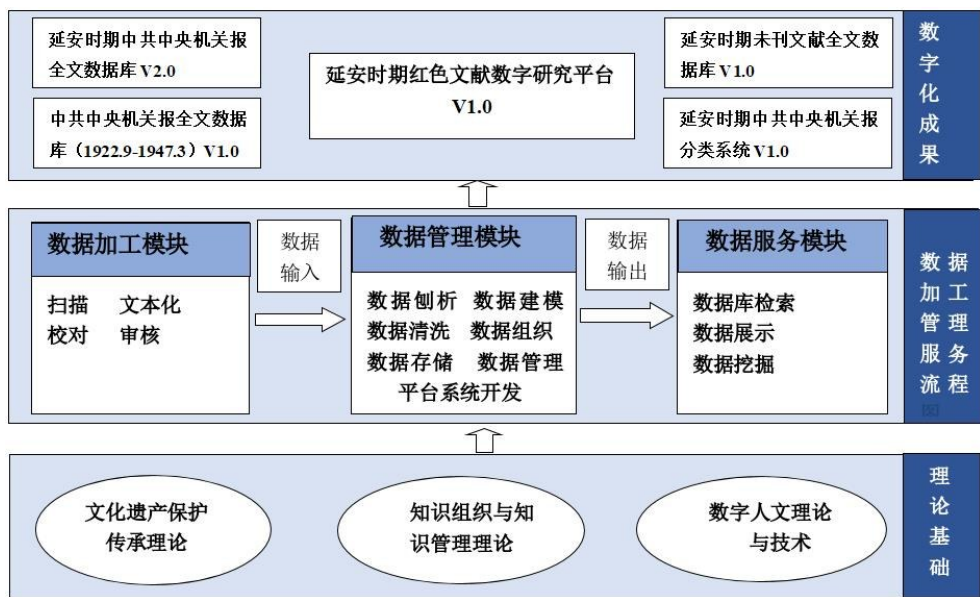 延安时期中共中央机关报
全文数据库 V2.0
中共中央机关报全文数据
库（1922.9-1947.3）V1.0
延安时期红色文献数字研究平台
V1.0
延安时期未刊文献全文数
据库 V1.0
延安时期中共中央机关报
分类系统 V1.0
数
字
化
成
果
数据加工模块
扫描 文本化
校对 审核
数据
输入
数据管理模块
数据刨析 数据建模
数据清洗 数据组织
数据存储 数据管理
平台系统开发
数据
输出
数据服务模块
数据库检索
数据展示
数据挖掘
数据
加工
管理
服务
流程
图
文化遗产保护
传承理论
知识组织与知
识管理理论
数字人文理论
与技术
理
论
基
础